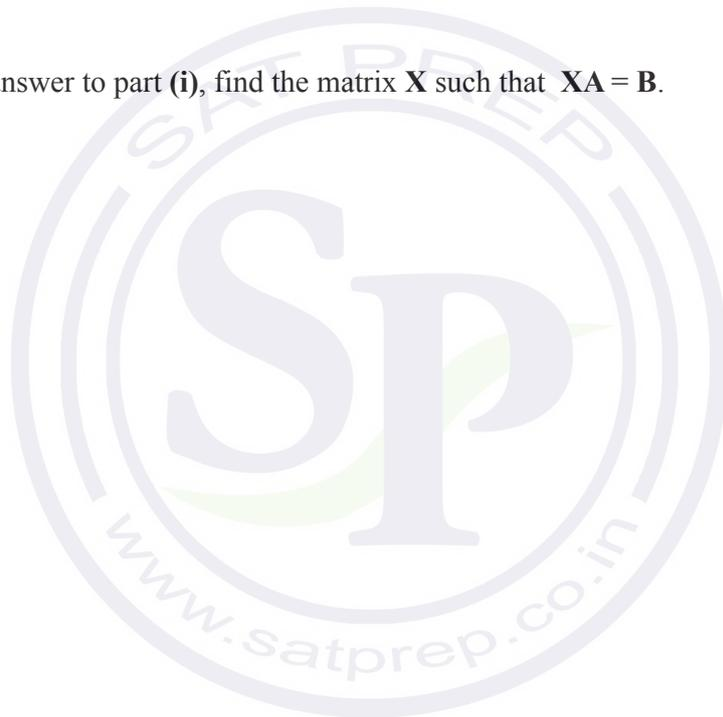 nswer to part (i), find the matrix X such that XA = B.
SAT PREP
SP
www.satprep.co.in